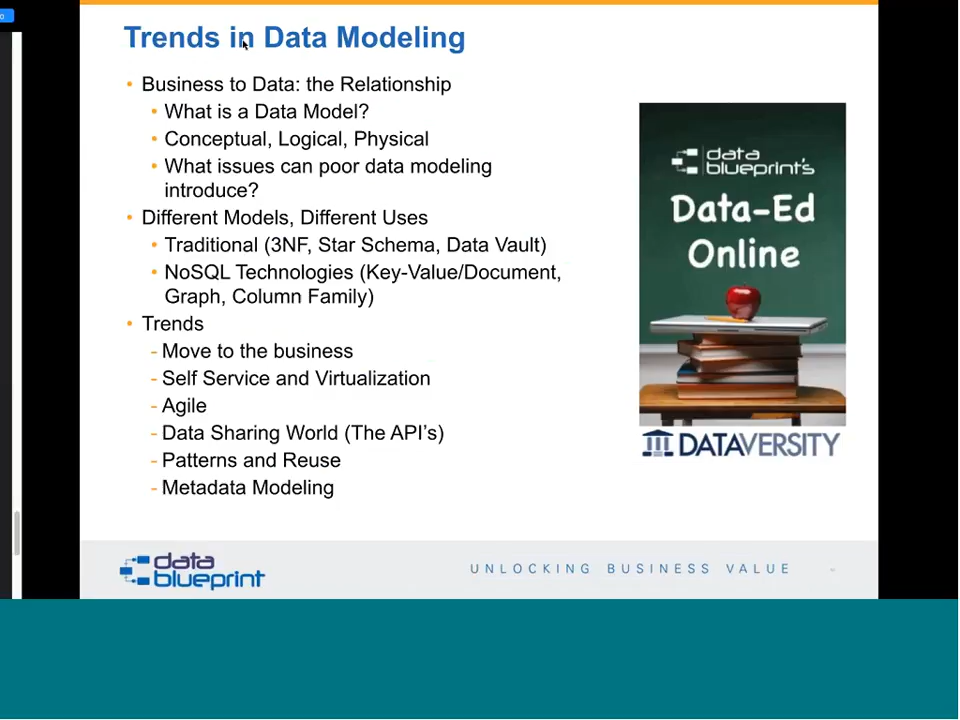 Trends in Data Modeling
• Business to Data: the Relationship
• What is a Data Model?
• Conceptual, Logical, Physical
• What issues can poor data modeling
introduce?
• Different Models, Different Uses
• Traditional (3NF, Star Schema, Data Vault)
• NoSQL Technologies (Key-Value/Document,
Graph, Column Family)
• Trends
- Move to the business
- Self Service and Virtualization
- Agile
- Data Sharing World (The API's)
- Patterns and Reuse
- Metadata Modeling
data
blueprint's
Data-Ed
Online
DATAVERSITY
data
blueprint
UNLOCKING BUSINESS VALUE